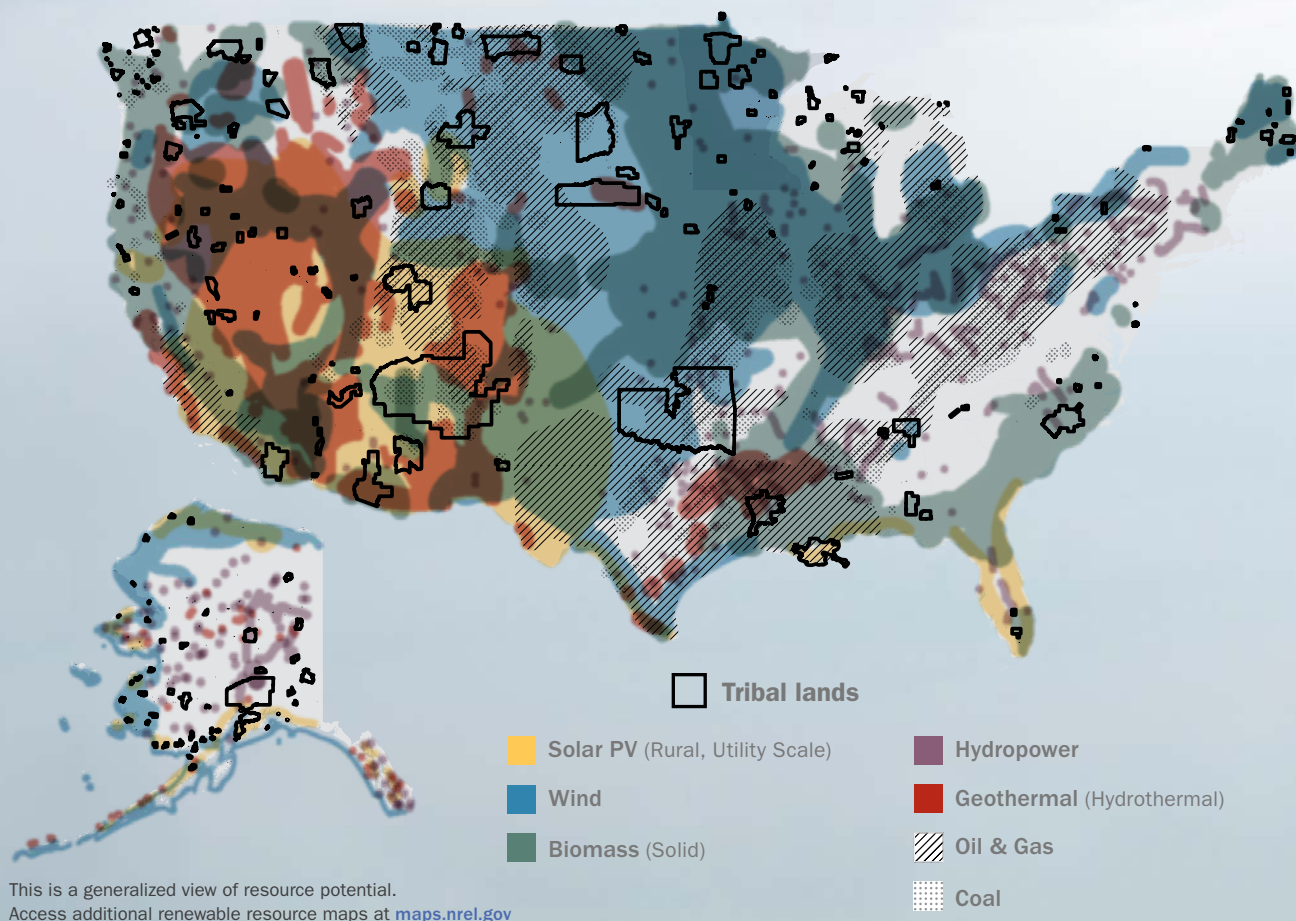 Tribal lands
Solar PV (Rural, Utility Scale)
Wind
Biomass (Solid)
Hydropower
Geothermal (Hydrothermal)
Oil & Gas
Coal
This is a generalized view of resource potential.
Access additional renewable resource maps at maps.nrel.gov